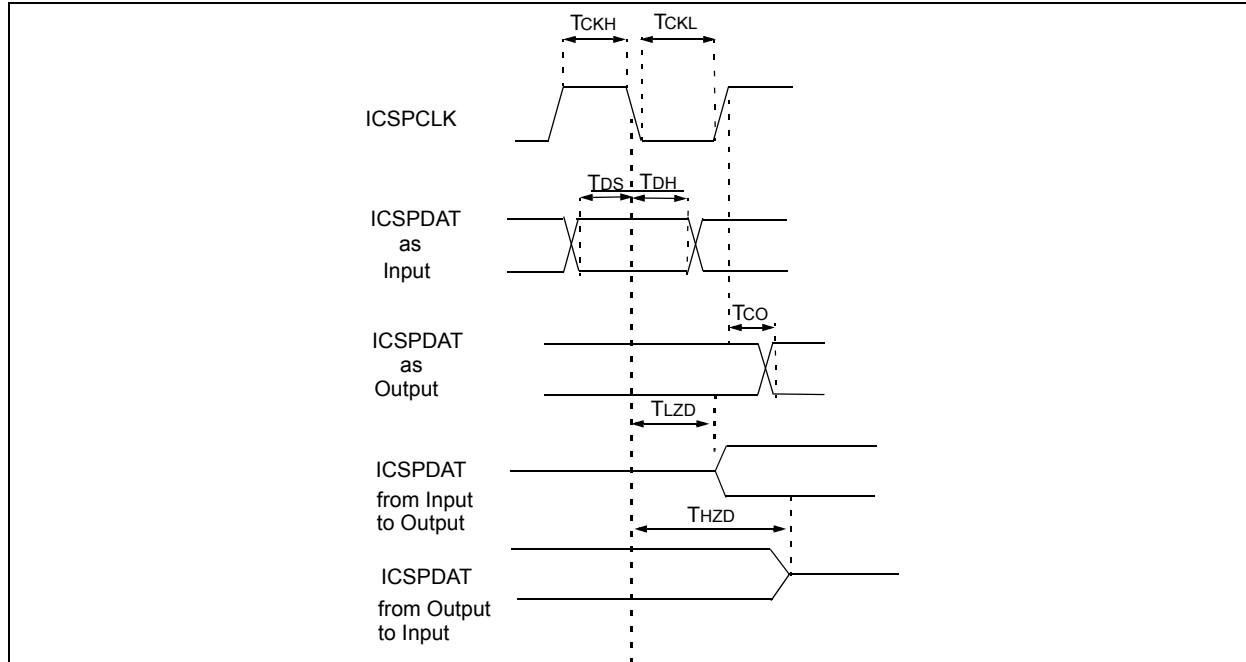 TCKH TCKL
ICSPCLK
TDS TDH
ICSPDAT
as
Input
TCO
ICSPDAT
as
Output
TLZD
ICSPDAT
from Input
to Output
THZD
ICSPDAT
from Output
to Input